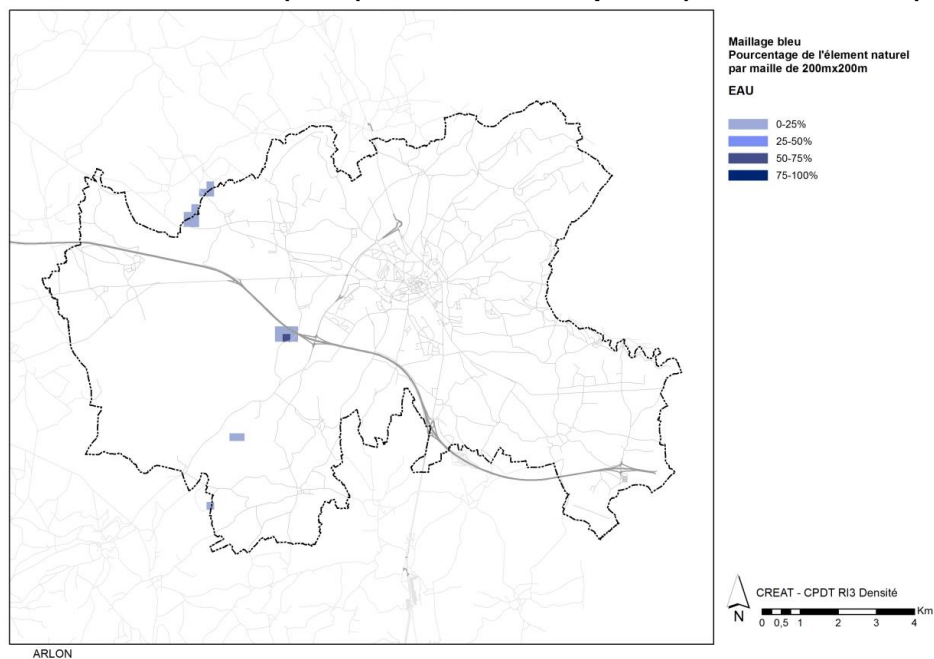 Maillage bleu
Pourcentage de l'élement naturel
par maille de 200mx200m
EAU
0-25%
25-50%
50-75%
75-100%
CREAT - CPDT RI3 Densité
N
Km
0 0,5 1 2 3 4
ARLON